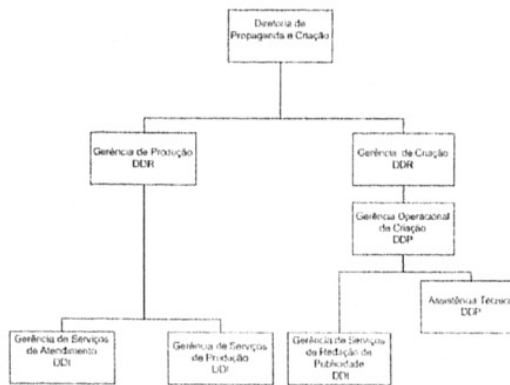 Diretoria de
Propaganda e Criação
Gerência de Produção
DDR
Gerência de Criação
DDR
Gerência Operacional
de Criação
DDP
Assistência Técnica
DDP
Gerência de Serviços
de Atendimento
DDI
Gerência de Serviços
de Produção
DDI
Gerência de Serviços
de Redação de
Publicidade
DDI